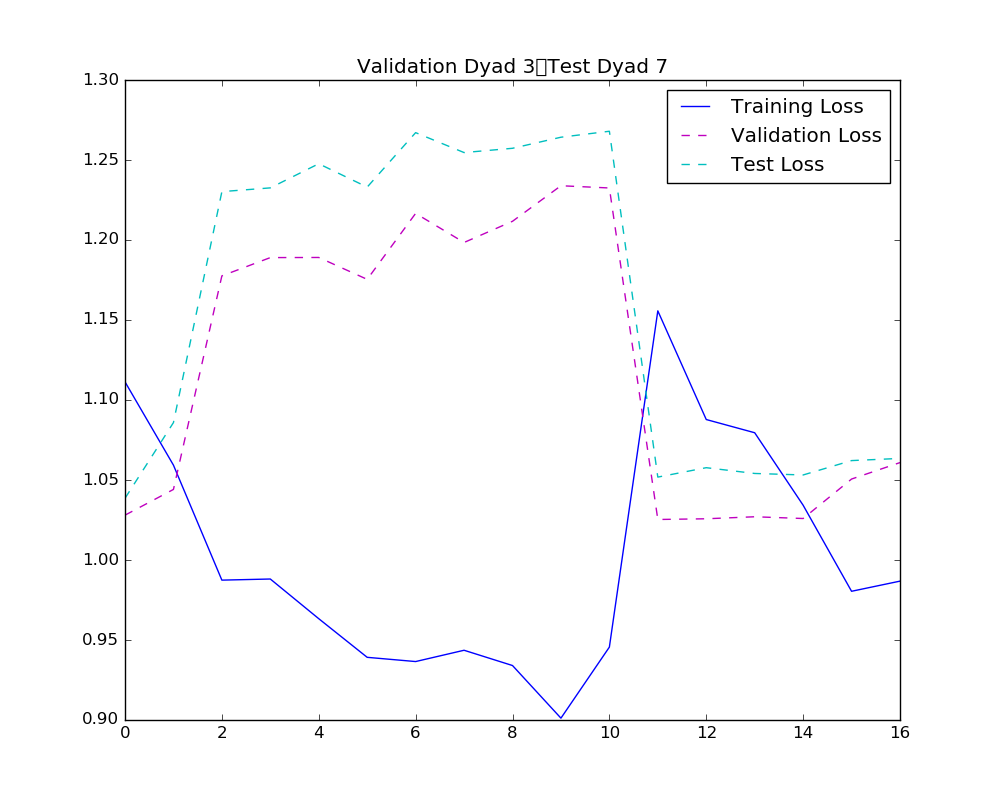 Validation Dyad 3▯Test Dyad 7
1.30
1.25
1.20
1.15
1.10
1.05
1.00
0.95
0.90
0 2 4 6 8 10 12 14 16
Training Loss
Validation Loss
Test Loss